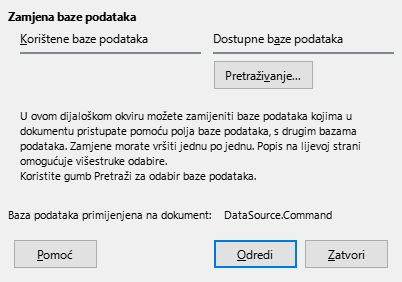 Zamjena baze podataka
Korištene baze podataka
Dostupne baze podataka
Pretraživanje...
U ovom dijaloškom okviru možete zamijeniti baze podataka kojima u
dokumentu pristupate pomoću polja baze podataka, s drugim bazama
podataka. Zamjene morate vršiti jednu po jednu. Popis na lijevoj strani
omogućuje višestruke odabire.
Koristite gumb Pretraži za odabir baze podataka.
Baza podataka primijenjena na dokument: DataSource.Command
Pomoć
Odredi
Zatvori